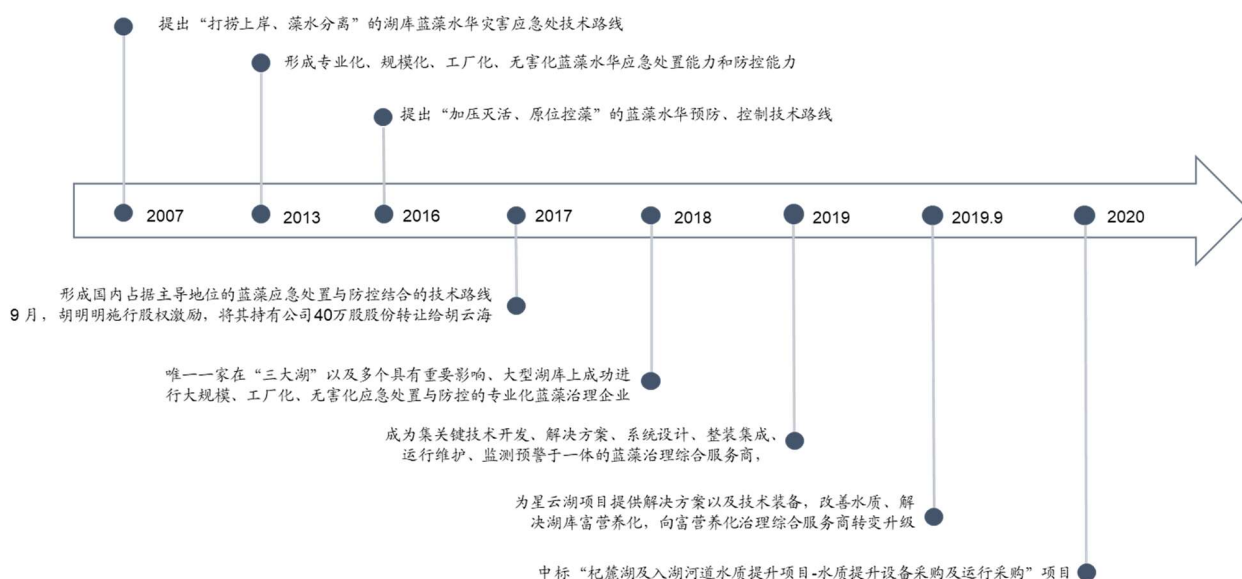 提出“打捞上岸、藻水分离”的湖库蓝藻水华灾害应急处技术路线
形成专业化、规模化、工厂化、无害化蓝藻水华应急处置能力和防控能力
提出“加压灭活、原位控藻”的蓝藻水华预防、控制技术路线
2007
2013
2016
2017
2018
2019
2019.9
2020
形成国内占据主导地位的蓝藻应急处置与防控结合的技术路线
9月，胡明明施行股权激励，将其持有公司40万股股份转让给胡云海
唯一一家在“三大湖”以及多个具有重要影响、大型湖库上成功进
行大规模、工厂化、无害化应急处置与防控的专业化蓝藻治理企业
成为集关键技术开发、解决方案、系统设计、整装集成、
运行维护、监测预警于一体的蓝藻治理综合服务商，
为星云湖项目提供解决方案以及技术装备，改善水质、解
决湖库富营养化，向富营养化治理综合服务商转变升级
中标“杞麓湖及入湖河道水质提升项目-水质提升设备采购及运行采购”项目